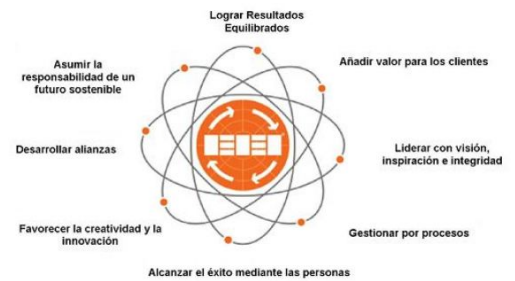 Lograr Resultados
Equilibrados
Añadir valor para los clientes
Asumir la
responsabilidad de un
futuro sostenible
Desarrollar alianzas
Liderar con visión,
inspiración e integridad
Favorecer la creatividad y la
innovación
Gestionar por procesos
Alcanzar el éxito mediante las personas